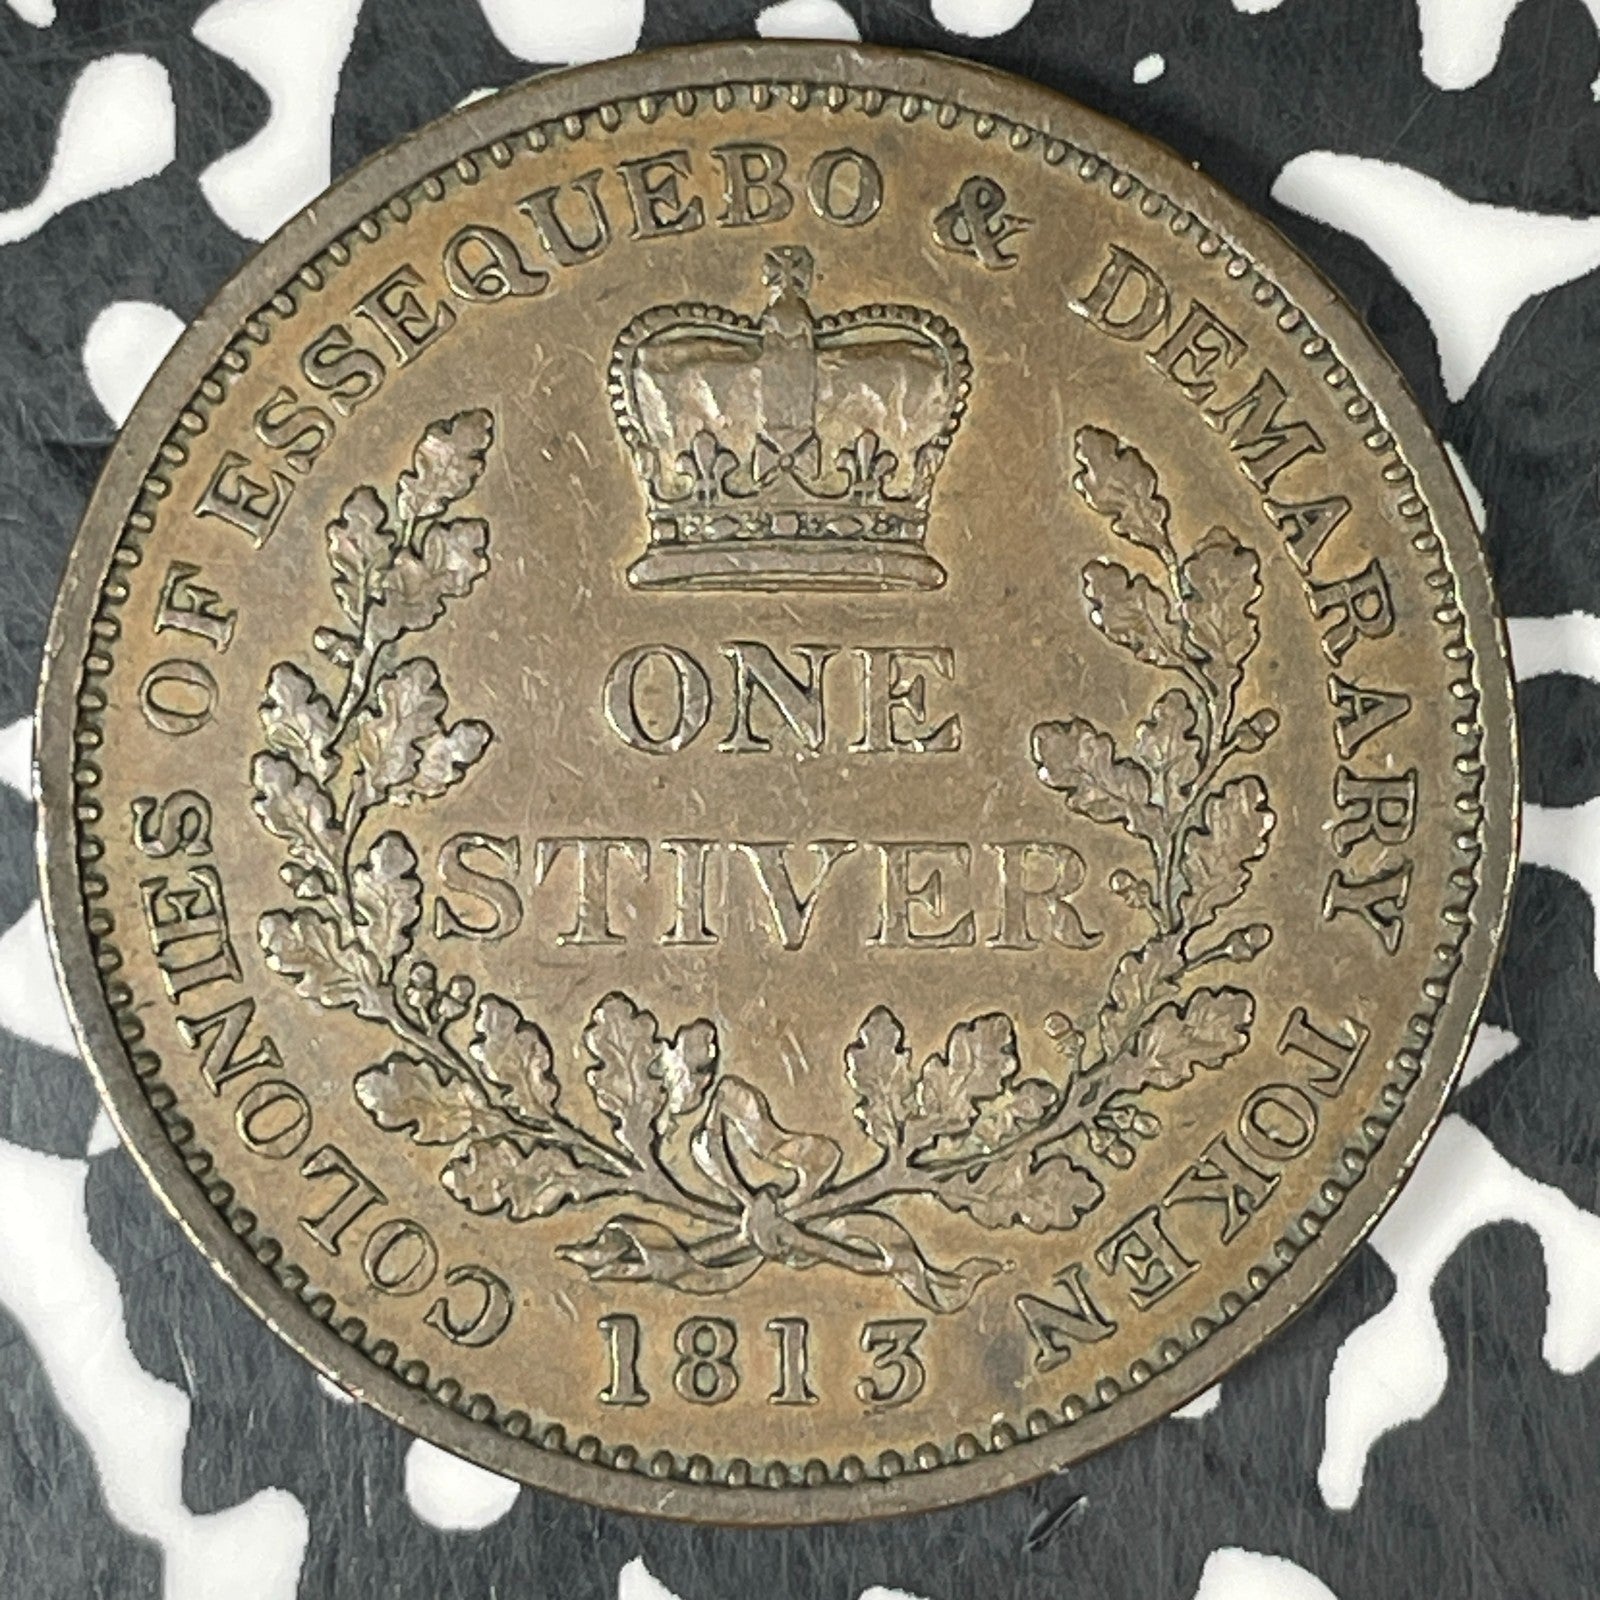 COLONIES OF ESSEQUEBO & DEMARARY TOKEN
ONE
STIVER
1813